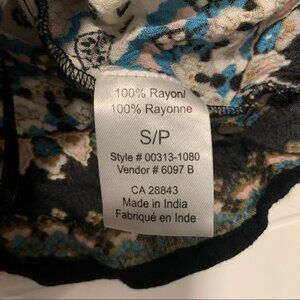 100% Rayon/
100% Rayonne
S/P
Style # 00313-1080
Vendor # 6097 B
CA 28843
Made in India
Fabriqué en Inde